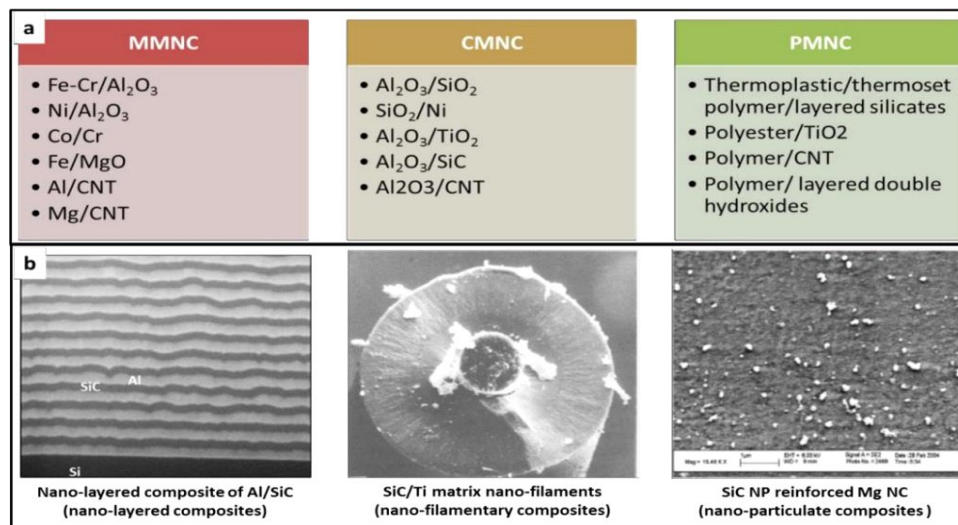 a
MMNC
• Fe-Cr/Al₂O₃
• Ni/Al₂O₃
• Co/Cr
• Fe/MgO
• Al/CNT
• Mg/CNT
CMNC
• Al₂O₃/SiO₂
• SiO₂/Ni
• Al₂O₃/TiO₂
• Al₂O₃/SiC
• Al2O3/CNT
PMNC
• Thermoplastic/thermoset
polymer/layered silicates
• Polyester/TiO2
• Polymer/CNT
• Polymer/ layered double
hydroxides
b
SiC
Al
Si
Nano-layered composite of Al/SiC
(nano-layered composites)
SiC/Ti matrix nano-filaments
(nano-filamentary composites)
1µm
SiC NP reinforced Mg NC
(nano-particulate composites )